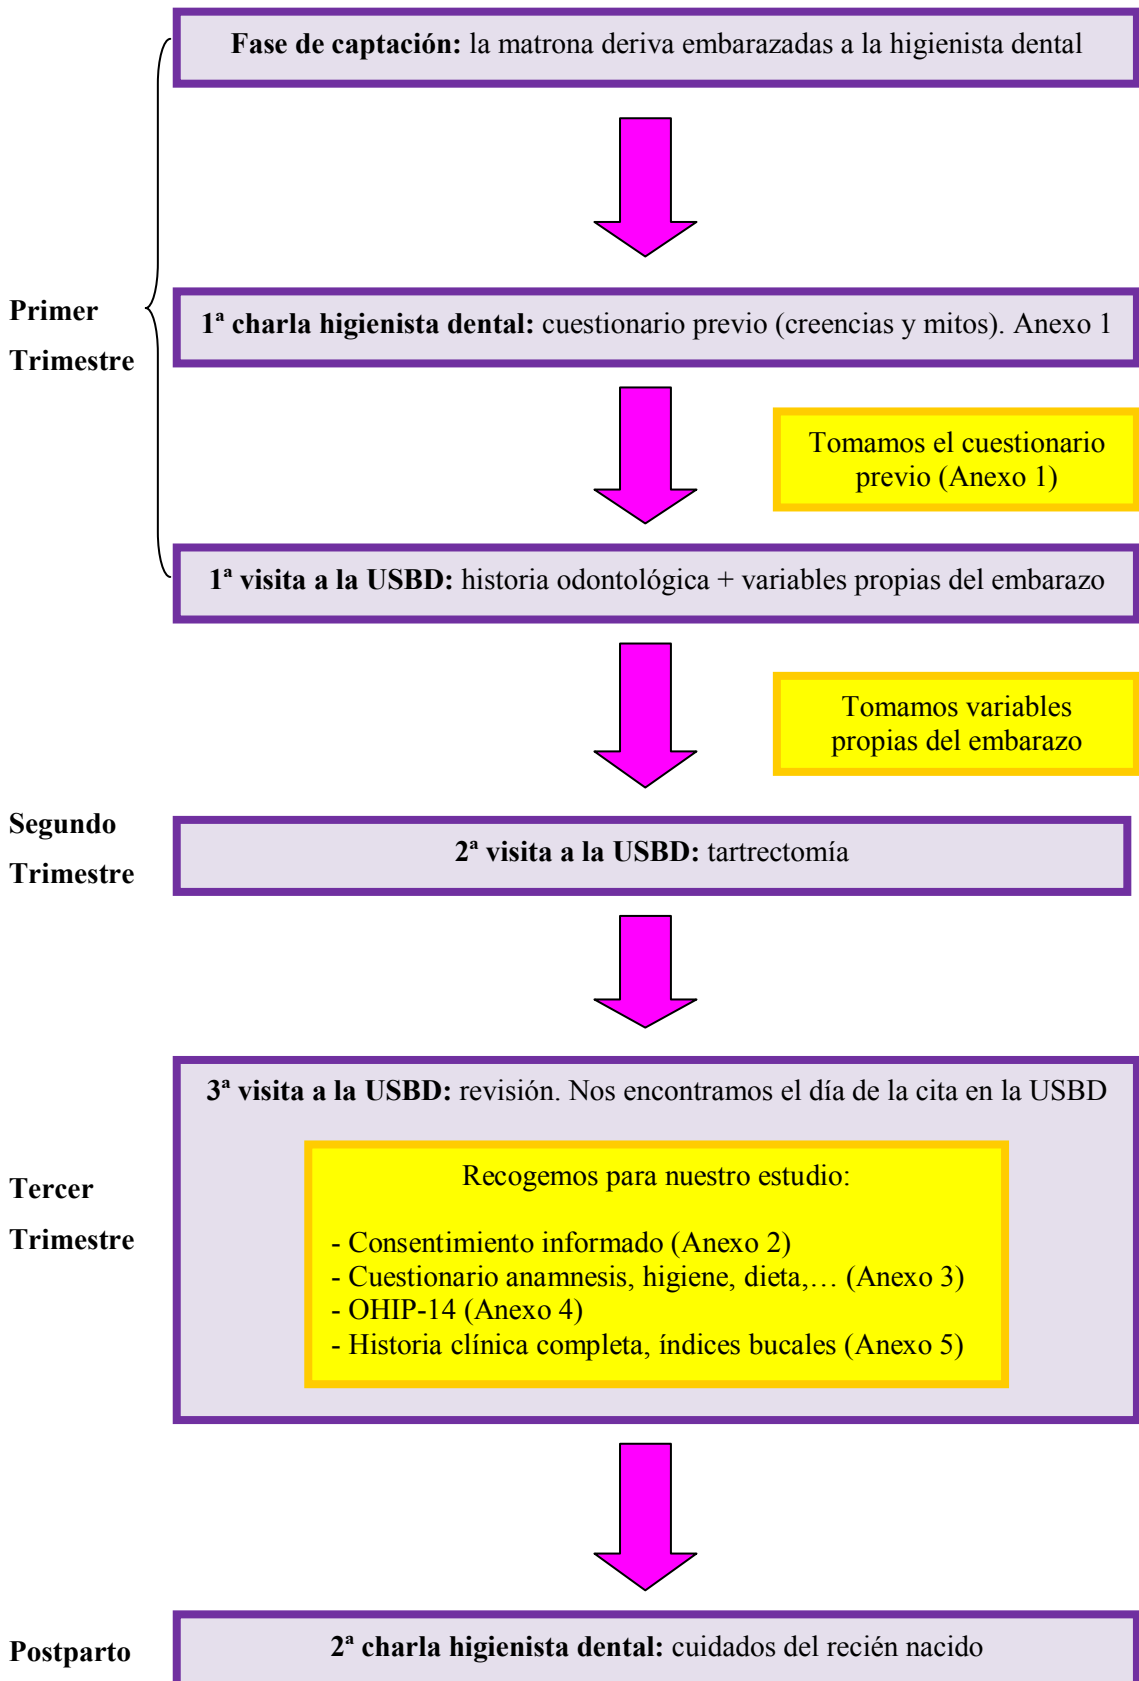 Fase de captación: la matrona deriva embarazadas a la higienista dental
Primer
Trimestre
1ª charla higienista dental: cuestionario previo (creencias y mitos). Anexo 1
Tomamos el cuestionario
previo (Anexo 1)
1ª visita a la USBD: historia odontológica + variables propias del embarazo
Tomamos variables
propias del embarazo
Segundo
Trimestre
2ª visita a la USBD: tartrectomía
3ª visita a la USBD: revisión. Nos encontramos el día de la cita en la USBD
Tercer
Trimestre
Recogemos para nuestro estudio:
- Consentimiento informado (Anexo 2)
- Cuestionario anamnesis, higiene, dieta,… (Anexo 3)
- OHIP-14 (Anexo 4)
- Historia clínica completa, índices bucales (Anexo 5)
Postparto
2ª charla higienista dental: cuidados del recién nacido